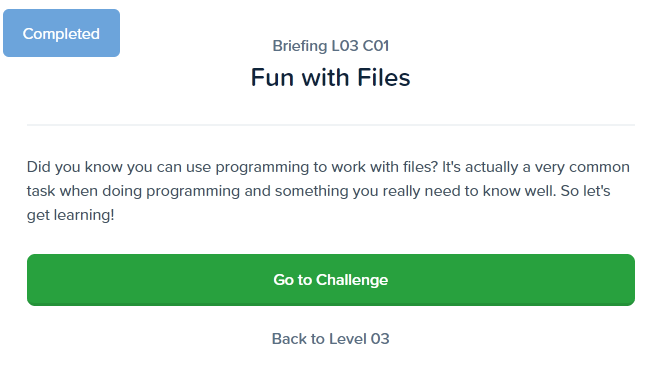 Completed
Briefing L03 C01
Fun with Files
Did you know you can use programming to work with files? It's actually a very common
task when doing programming and something you really need to know well. So let's
get learning!
Go to Challenge
Back to Level 03